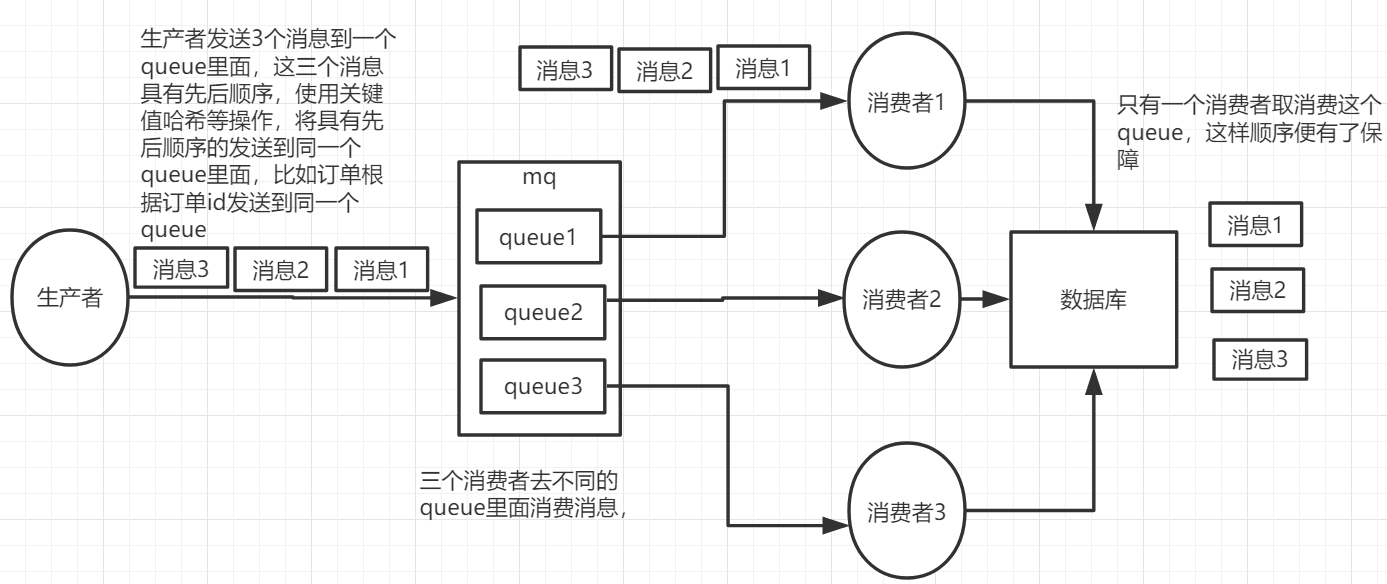 生产者发送3个消息到一个
queue里面，这三个消息
具有先后顺序，使用关键
值哈希等操作，将具有先
后顺序的发送到同一个
queue里面，比如订单根
据订单id发送到同一个
queue
消息3
消息2
消息1
生产者
mq
queue1
queue2
queue3
三个消费者去不同的
queue里面消费消息，
消息3
消息2
消息1
消费者1
消费者2
消费者3
数据库
只有一个消费者取消费这个
queue，这样顺序便有了保
障
消息1
消息2
消息3